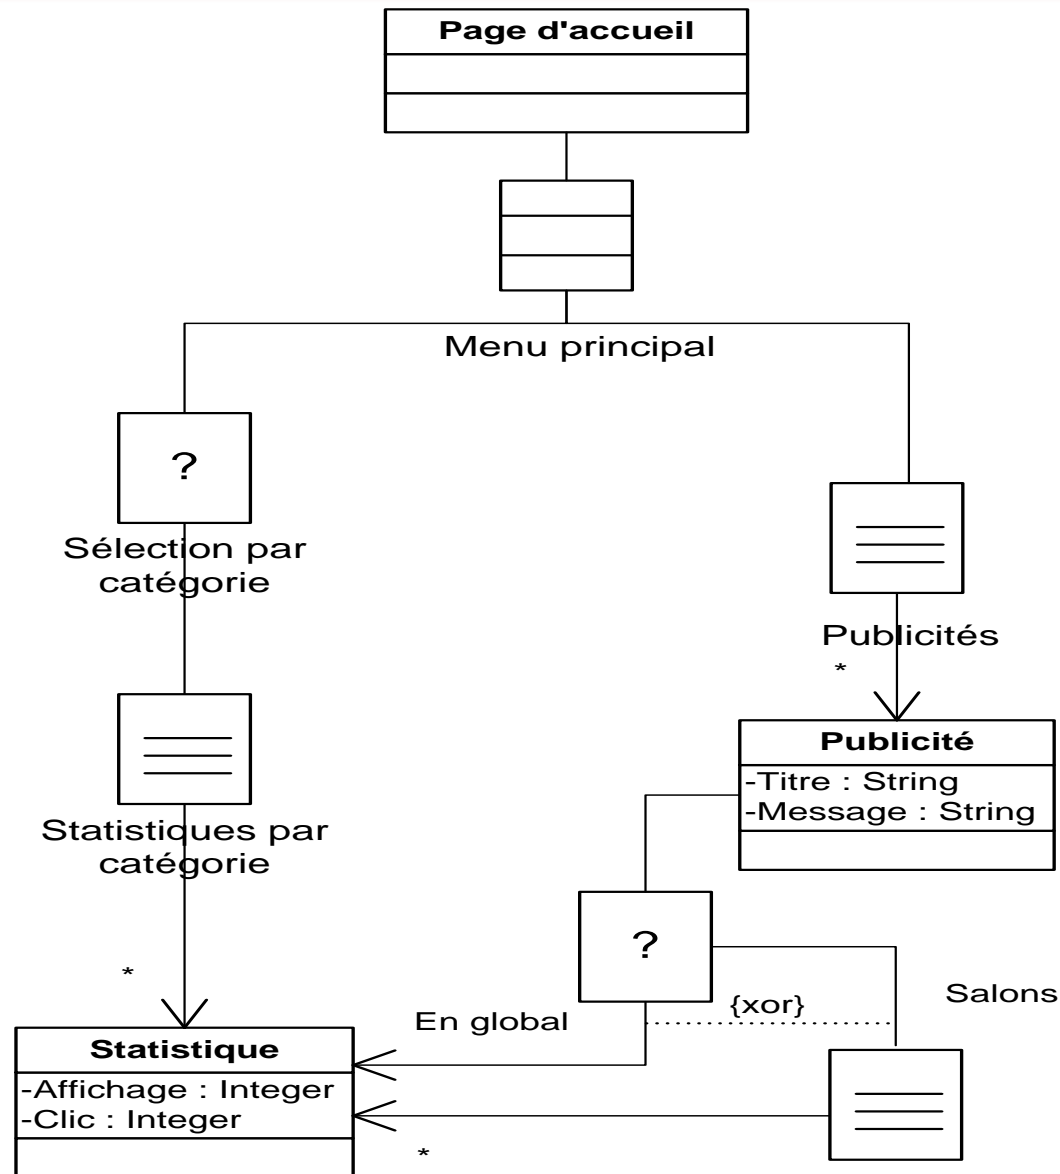 Page d'accueil
Menu principal
?
Sélection par
catégorie
Publicités
*
Publicité
-Titre : String
-Message : String
Statistiques par
catégorie
?
*
Salons
{xor}
En global
Statistique
-Affichage : Integer
-Clic : Integer
*